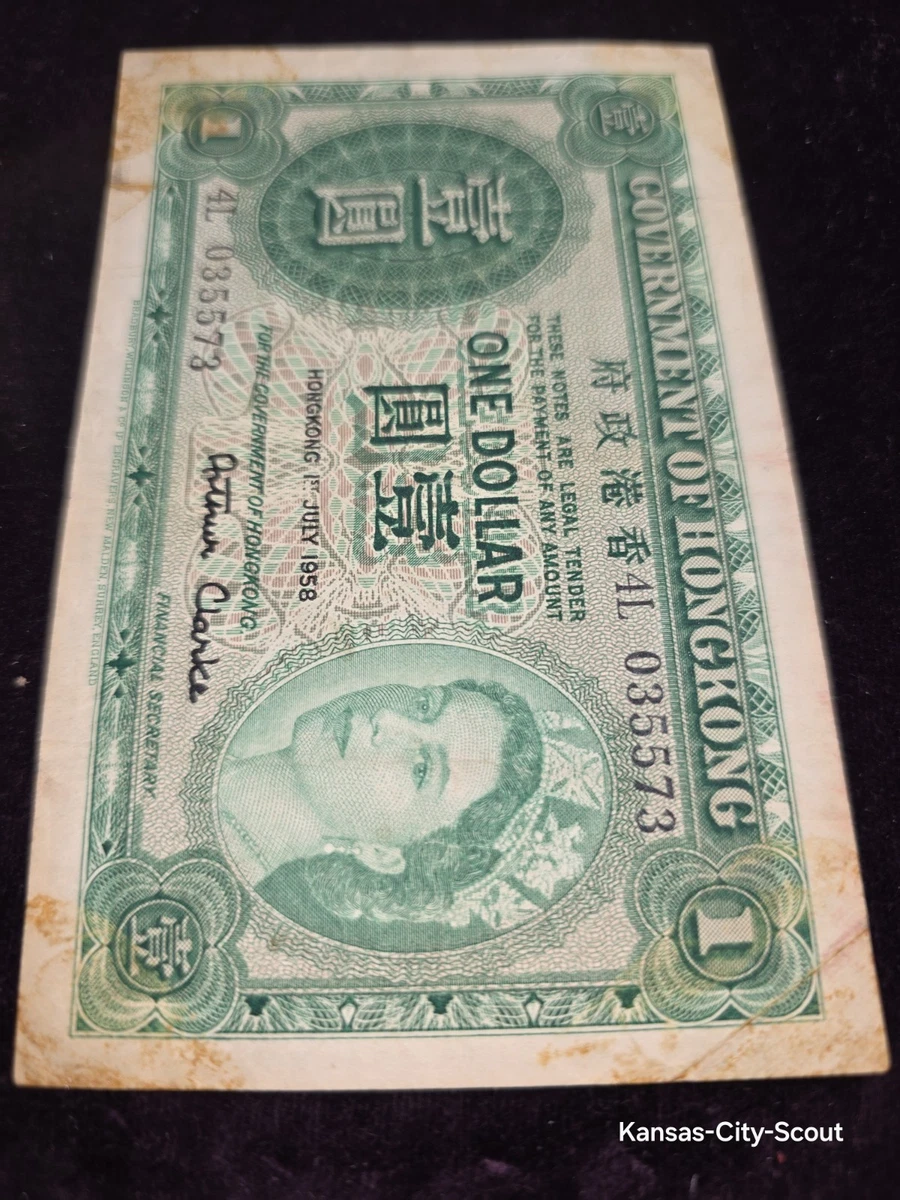 壹
GOVERNMENT OF HONGKONG
1
香港政府
4L 035573
THESE NOTES ARE LEGAL TENDER
FOR THE PAYMENT OF ANY AMOUNT
ONE DOLLAR
壹圓
壹圓
HONGKONG 1ST JULY 1958
FOR THE GOVERNMENT OF HONGKONG
4L 035573
Arthur Clarke
FINANCIAL SECRETARY
1
壹
Kansas-City-Scout